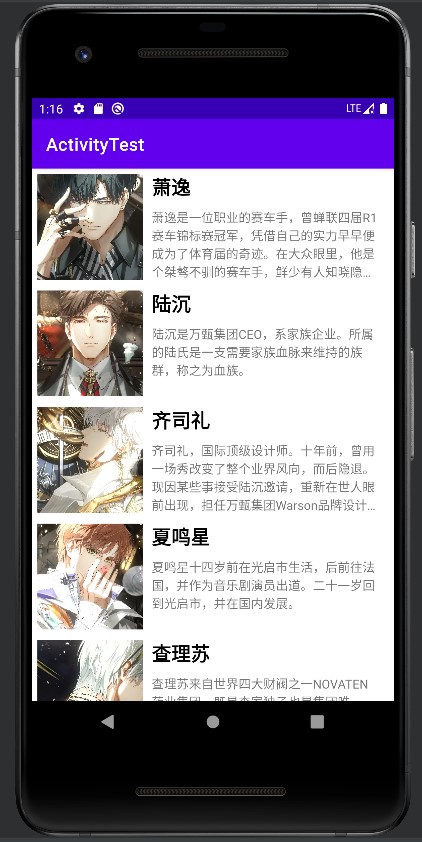 1:16
LTE
ActivityTest
萧逸
萧逸是一位职业的赛车手，曾蝉联四届R1
赛车锦标赛冠军，凭借自己的实力早早便
成为了体育届的奇迹。在大众眼里，他是
个桀骜不驯的赛车手，鲜少有人知晓隐...
陆沉
陆沉是万甄集团CEO，系家族企业。所属
的陆氏是一支需要家族血脉来维持的族
群，称之为血族。
齐司礼
齐司礼，国际顶级设计师。十年前，曾用
一场秀改变了整个业界风向，而后隐退。
现因某些事接受陆沉邀请，重新在世人眼
前出现，担任万甄集团Warson品牌设计...
夏鸣星
夏鸣星十四岁前在光启市生活，后前往法
国，并作为音乐剧演员出道。二十一岁回
到光启市，并在国内发展。
查理苏
查理苏来自世界四大财阀之一NOVATEN